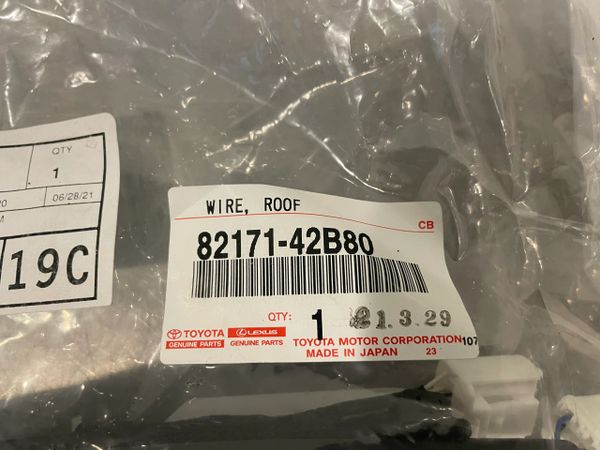 QTY
1
20 06/28/21
M
19C
WIRE, ROOF
CB
82171-42B80
QTY: 1 21.3.29
TOYOTA LEXUS
GENUINE PARTS GENUINE PARTS
TOYOTA MOTOR CORPORATION 107
MADE IN JAPAN 23